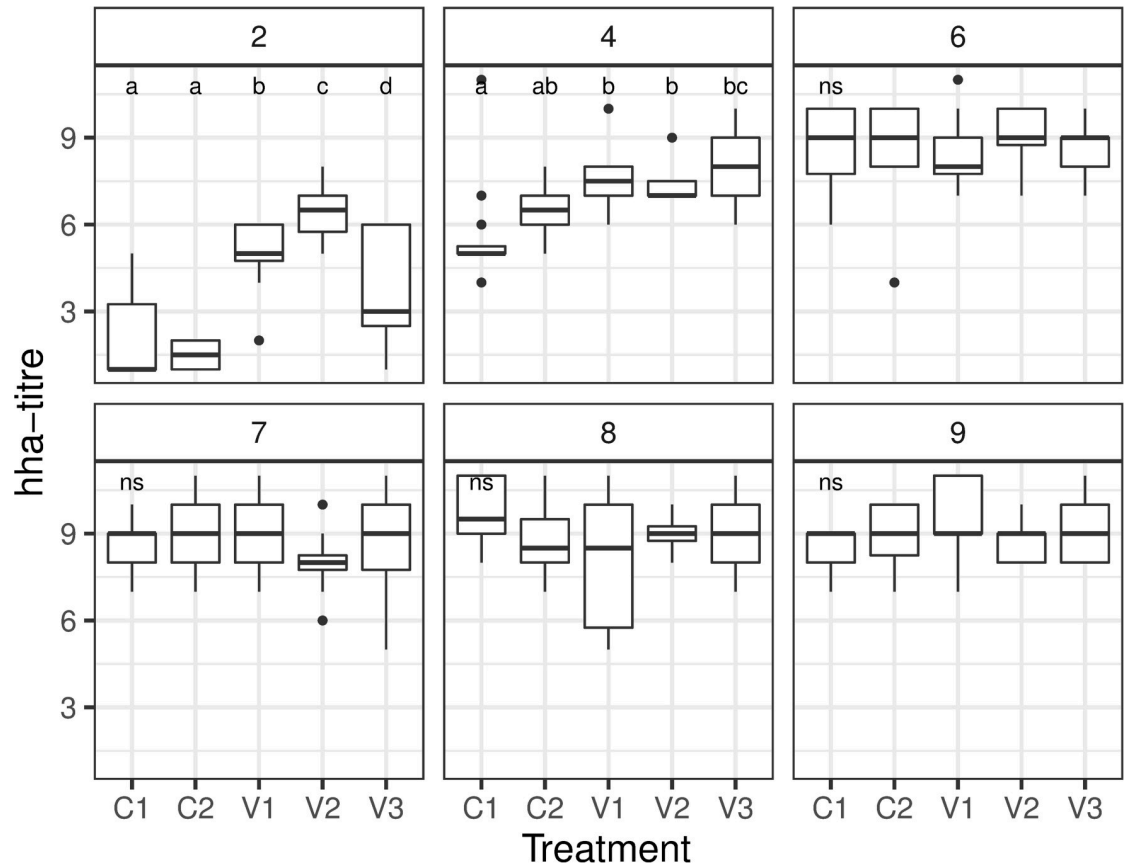 2 4 6
a a b c d a ab b b bc ns
9
6
3
hha−titre
7 8 9
ns ns ns
9
6
3
C1 C2 V1 V2 V3 C1 C2 V1 V2 V3 C1 C2 V1 V2 V3
Treatment